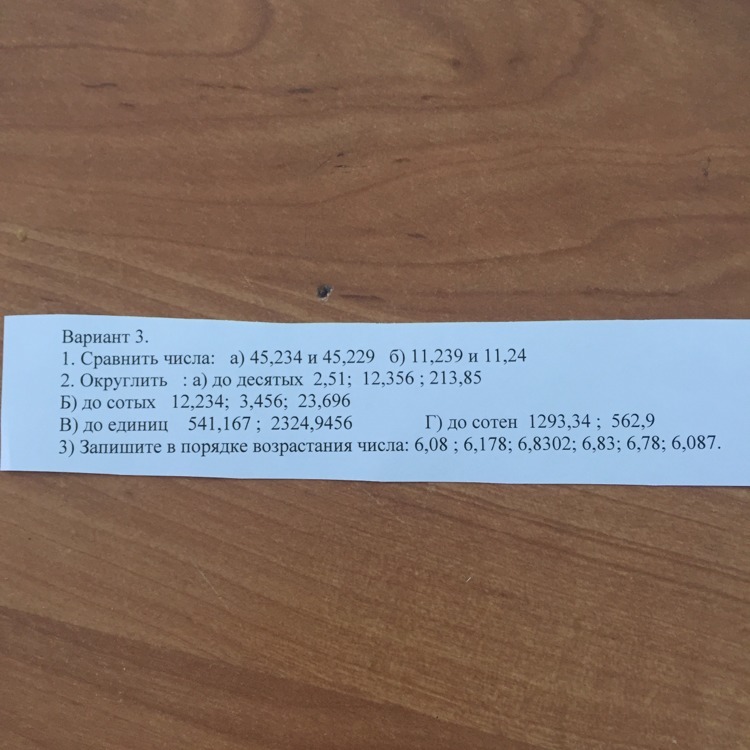 Вариант 3.
1. Сравнить числа: а) 45,234 и 45,229 б) 11,239 и 11,24
2. Округлить : а) до десятых 2,51; 12,356 ; 213,85
Б) до сотых 12,234; 3,456; 23,696
В) до единиц 541,167 ; 2324,9456 Г) до сотен 1293,34 ; 562,9
3) Запишите в порядке возрастания числа: 6,08 ; 6,178; 6,8302; 6,83; 6,78; 6,087.